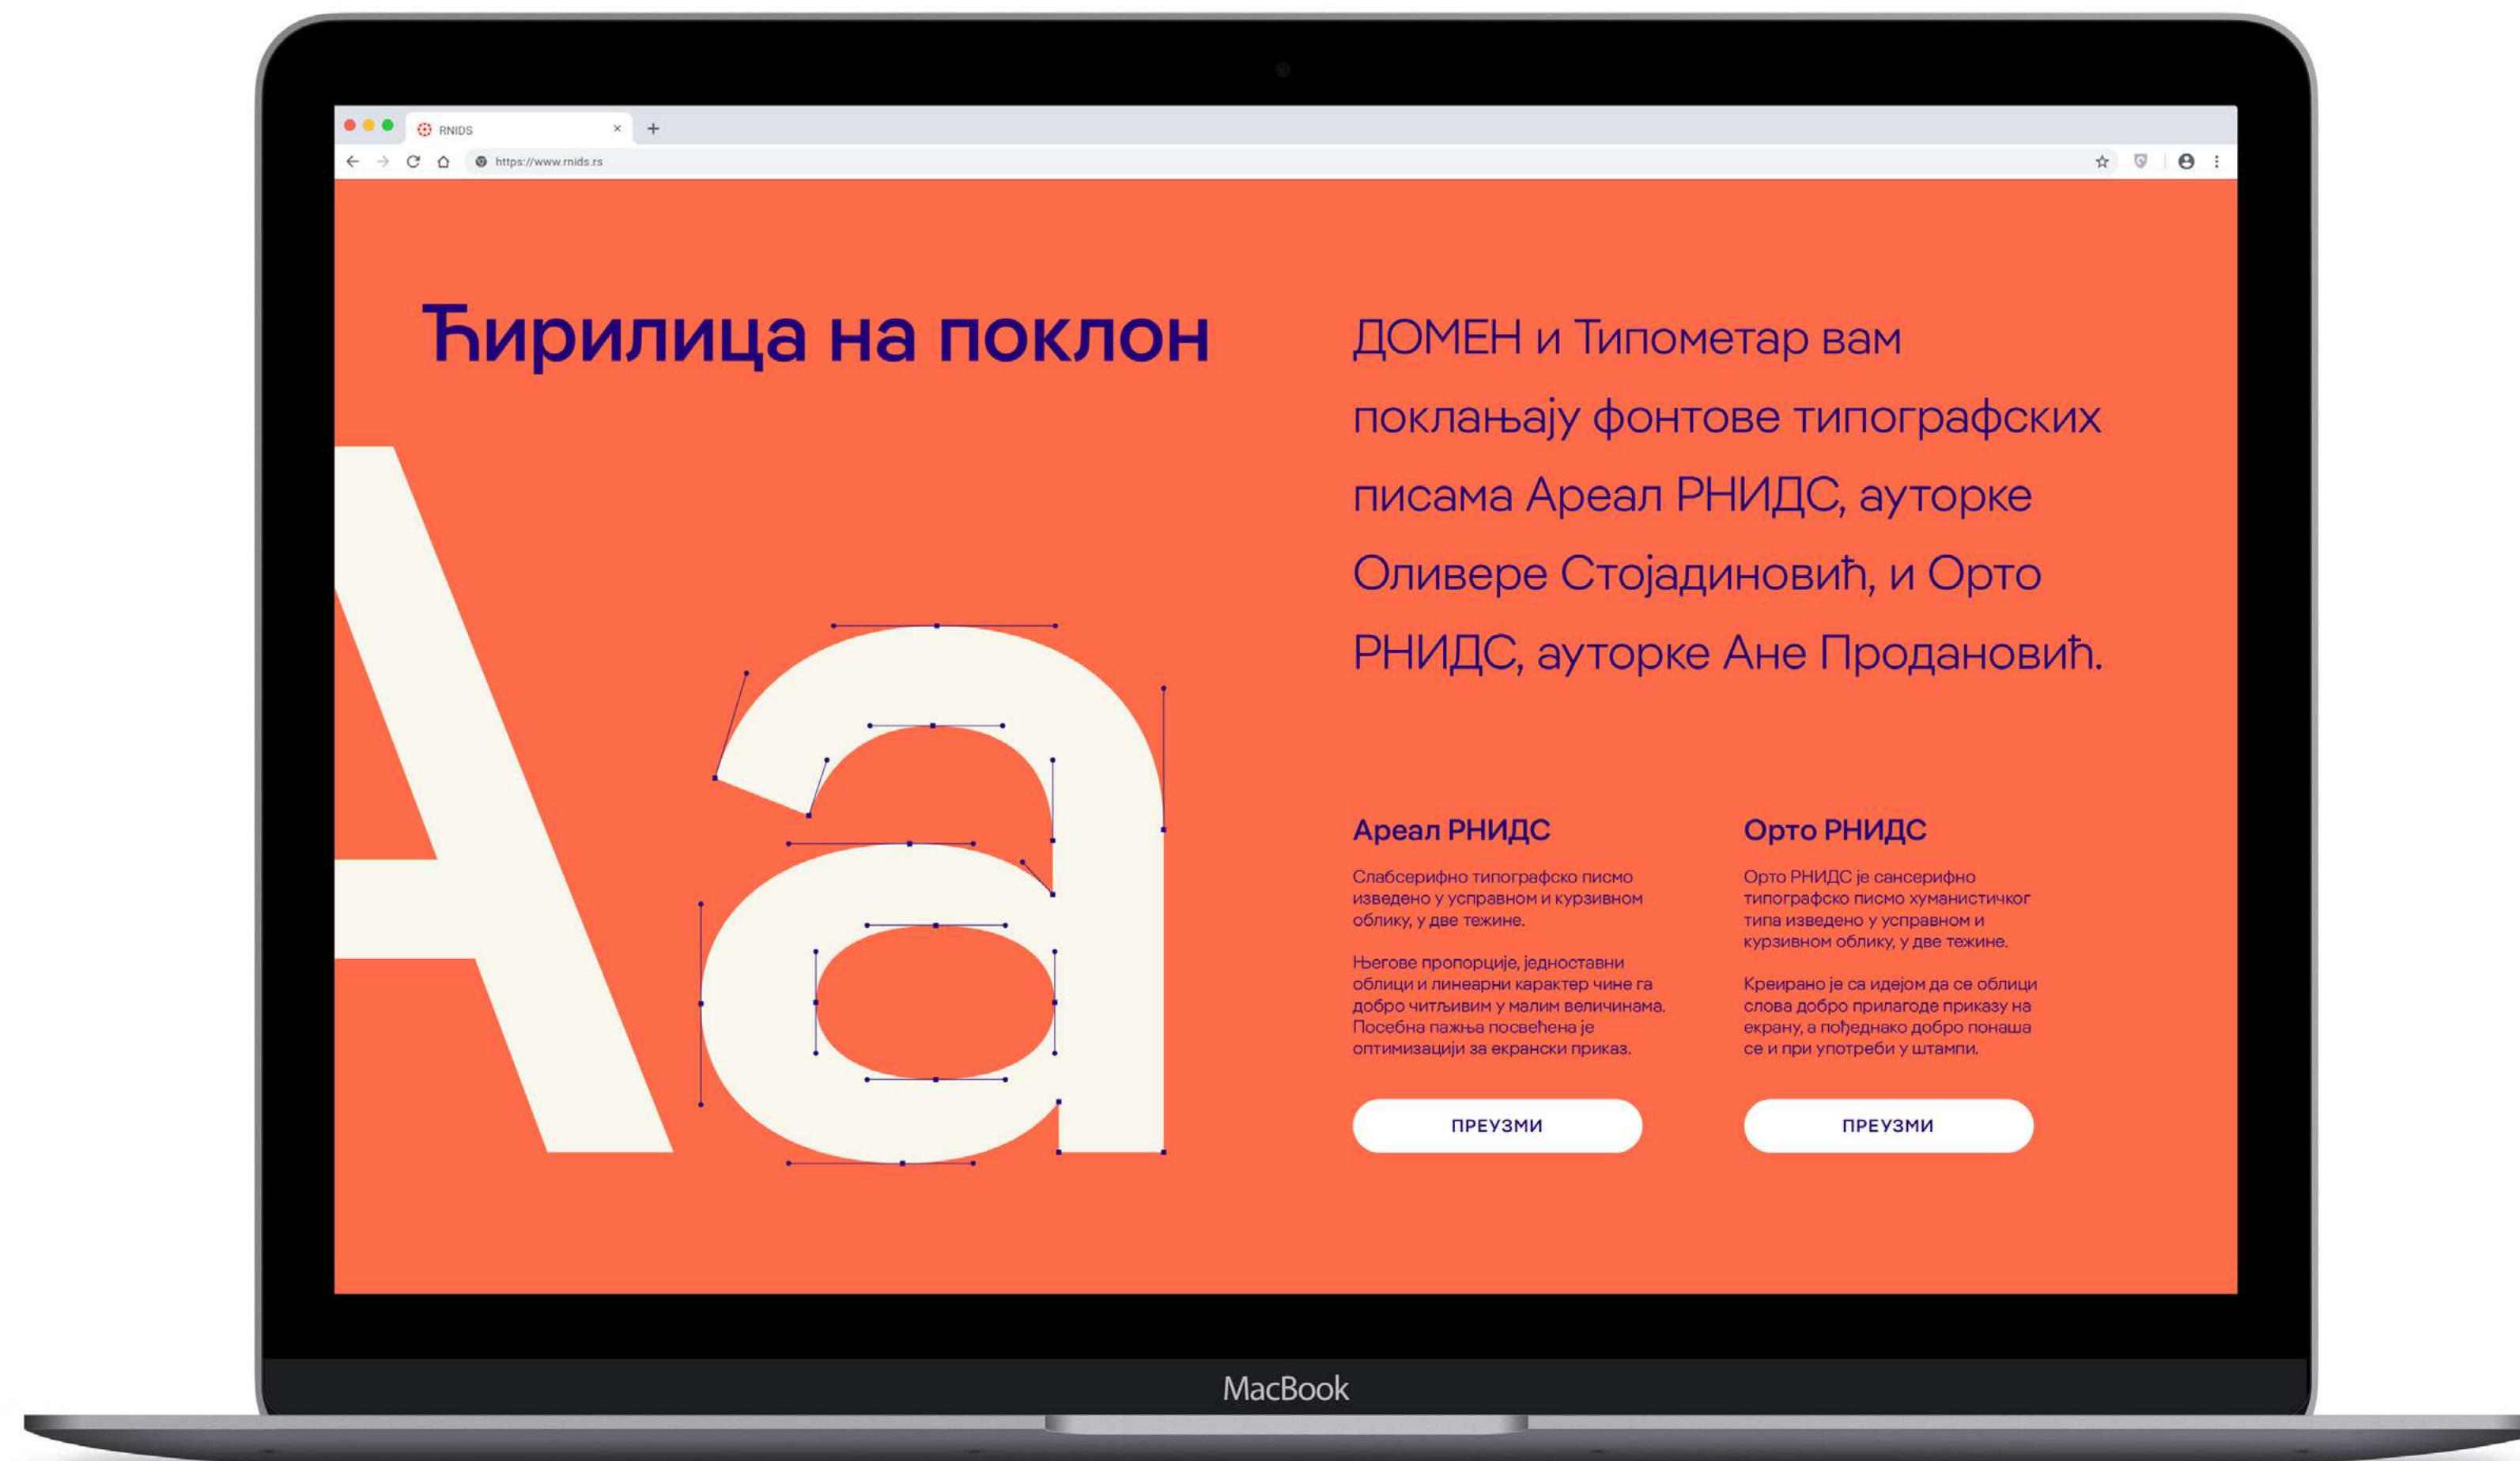 RNIDS
https://www.rnids.rs
Ћирилица на поклон
Aa
ДОМЕН и Типометар вам
поклањају фонтове типографских
писама Ареал РНИДС, ауторке
Оливере Стојадиновић, и Орто
РНИДС, ауторке Ане Продановић.
Ареал РНИДС
Слабсерифно типографско писмо
изведено у усправном и курзивном
облику, у две тежине.
Његове пропорције, једноставни
облици и линеарни карактер чине га
добро читљивим у малим величинама.
Посебна пажња посвећена је
оптимизацији за екрански приказ.
ПРЕУЗМИ
Орто РНИДС
Орто РНИДС је сансерифно
типографско писмо хуманистичког
типа изведено у усправном и
курзивном облику, у две тежине.
Креирано је са идејом да се облици
слова добро прилагоде приказу на
екрану, а пођеднако добро понаша
се и при употреби у штампи.
ПРЕУЗМИ
MacBook